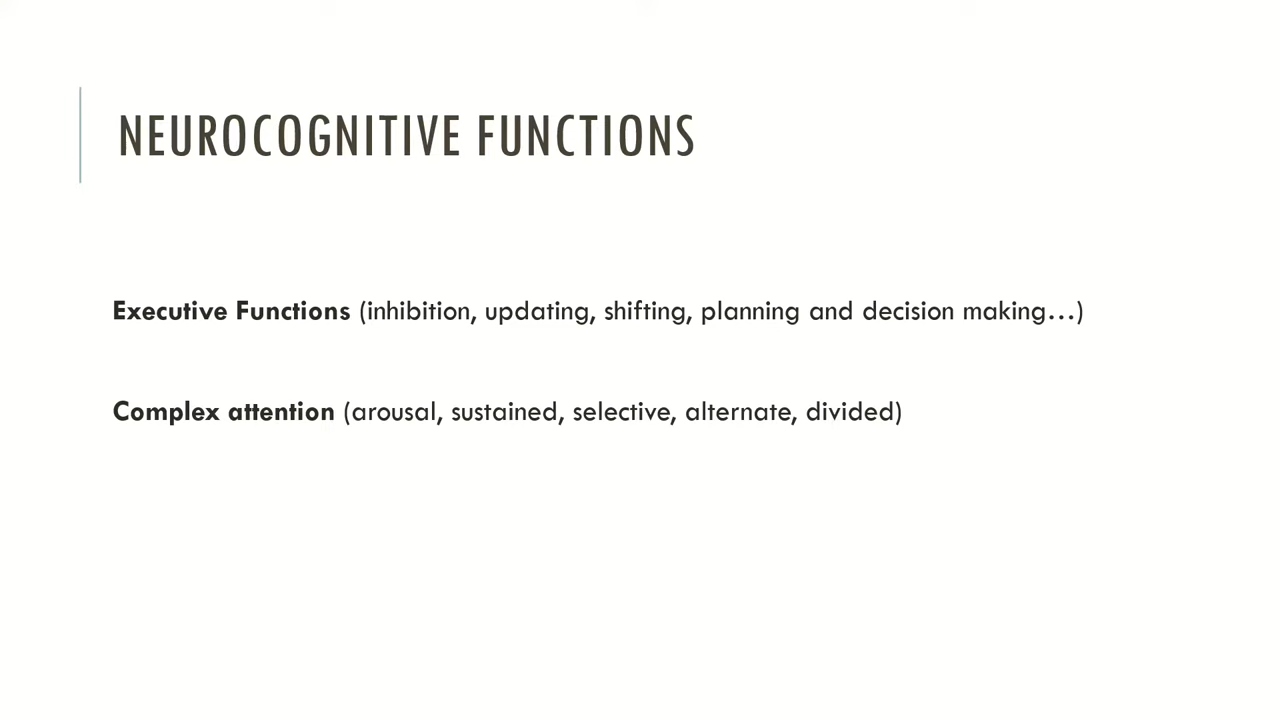 NEUROCOGNITIVE FUNCTIONS
Executive Functions (inhibition, updating, shifting, planning and decision making...)
Complex attention (arousal, sustained, selective, alternate, divided)